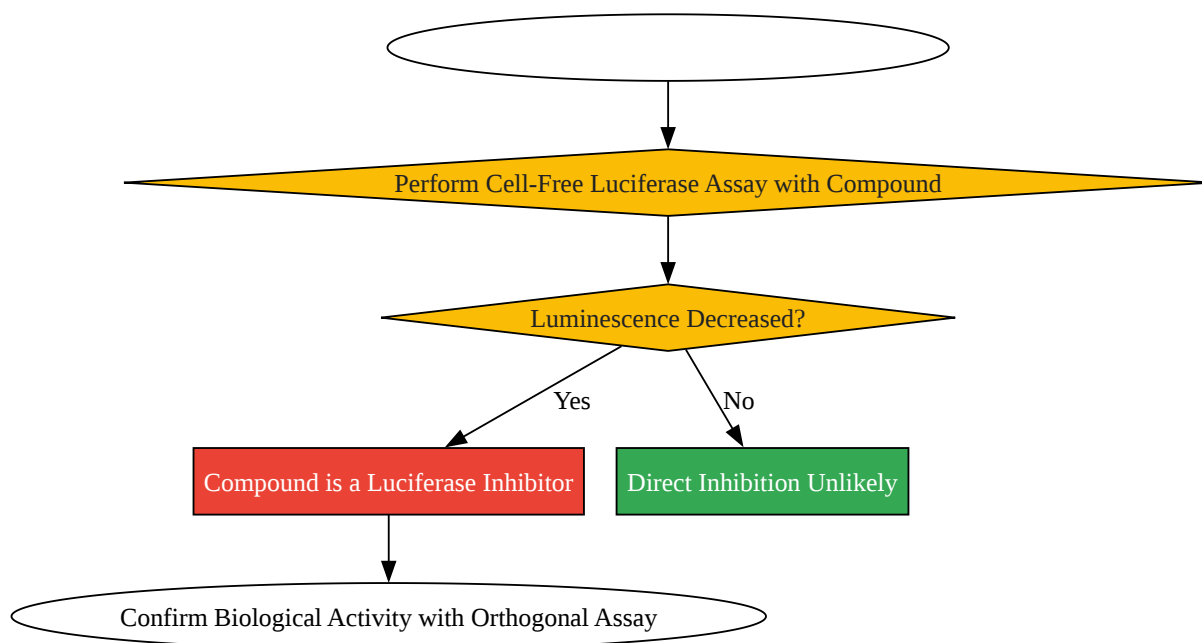 Perform Cell-Free Luciferase Assay with Compound
Luminescence Decreased?
Yes
No
Compound is a Luciferase Inhibitor
Direct Inhibition Unlikely
Confirm Biological Activity with Orthogonal Assay